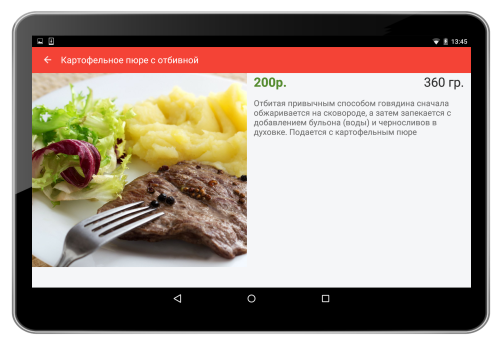 13:45
Картофельное пюре с отбивной
200р. 360 гр.
Отбитая привычным способом говядина сначала
обжаривается на сковороде, а затем запекается с
добавлением бульона (воды) и черносливов в
духовке. Подается с картофельным пюре